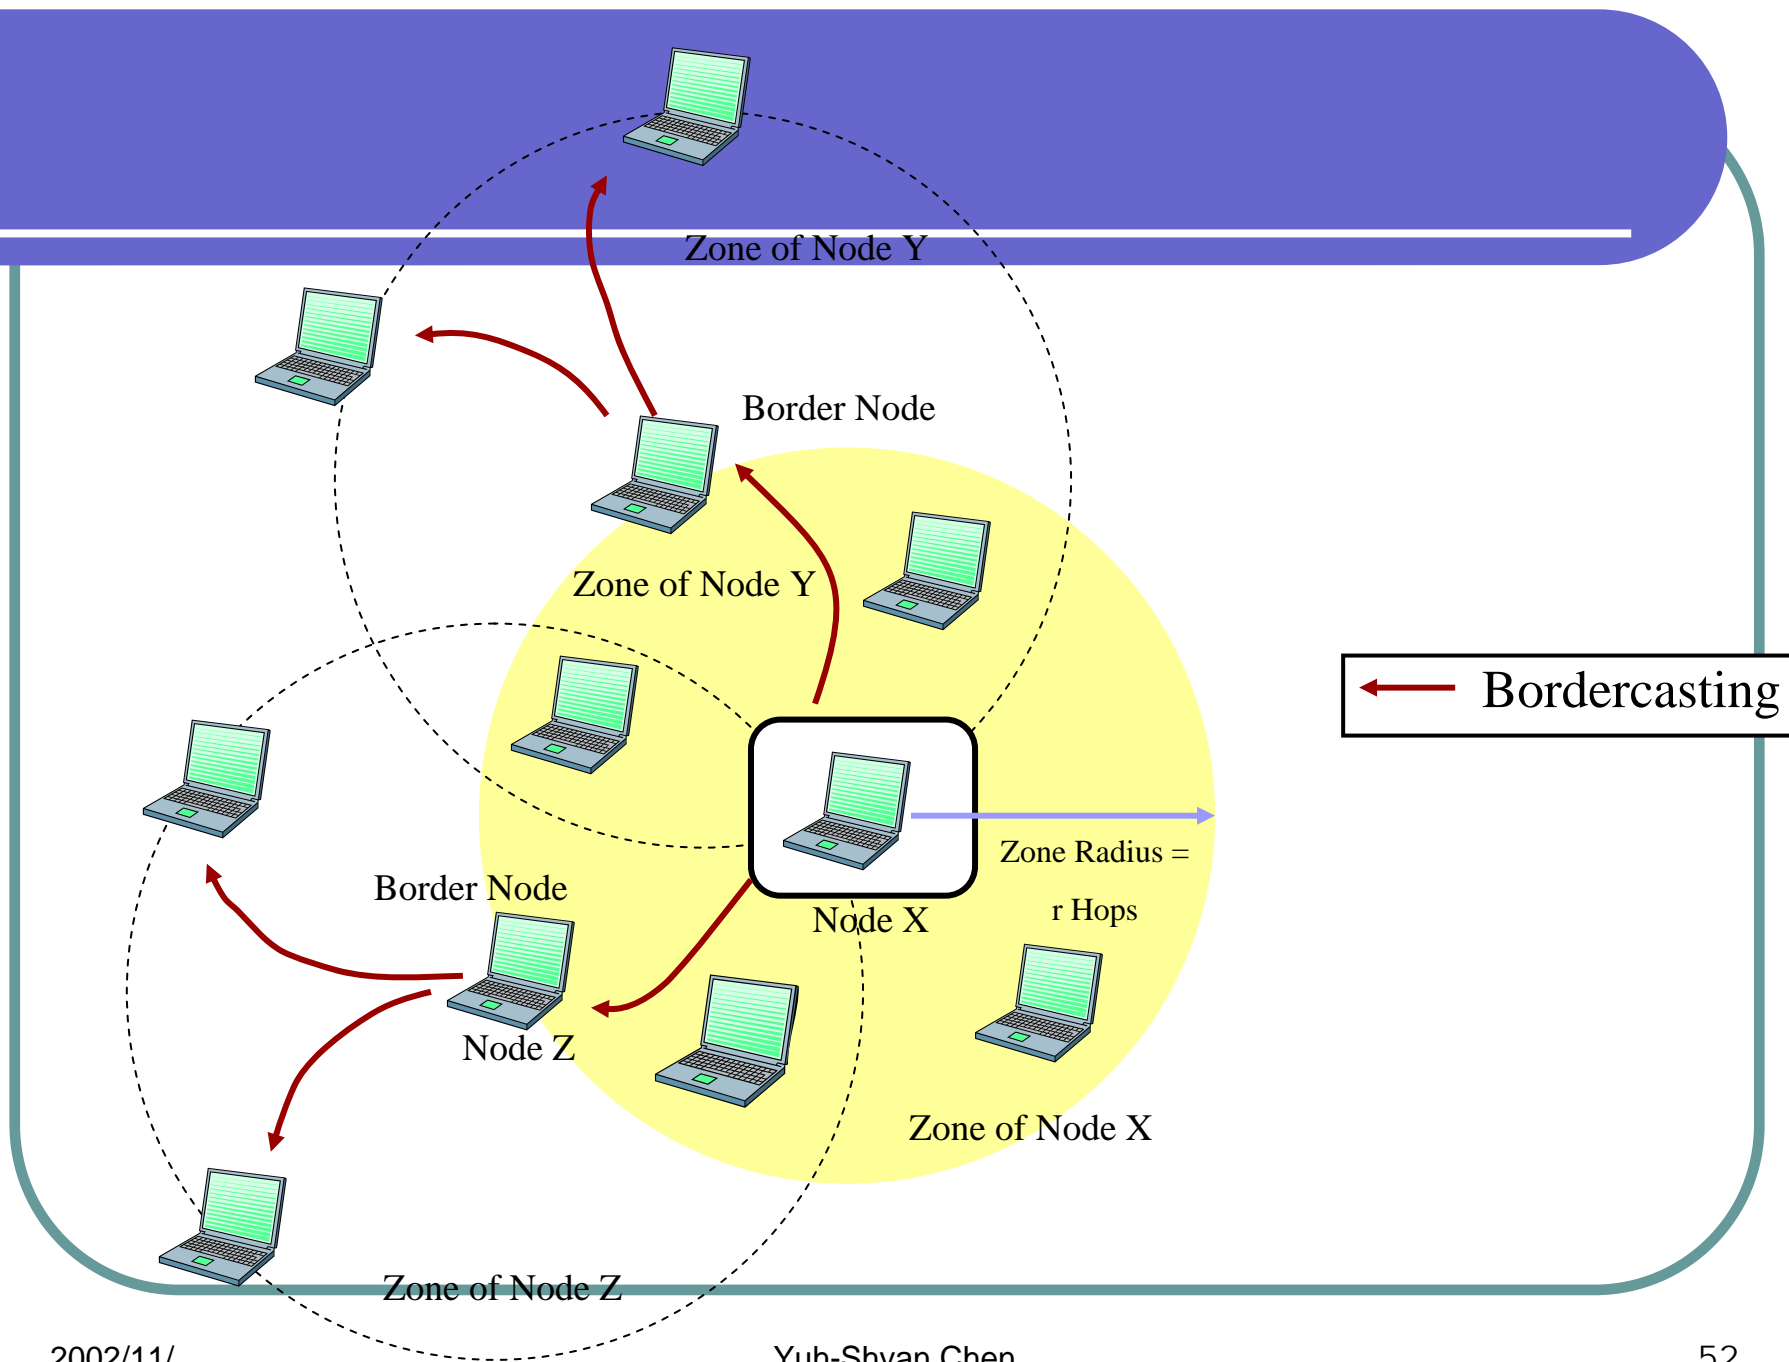 Zone of Node Y
Border Node
Zone of Node Y
Bordercasting
Zone Radius =
r Hops
Border Node
Node X
Node Z
Zone of Node X
Zone of Node Z
2002/11/
Yuh-Shyan Chen
52